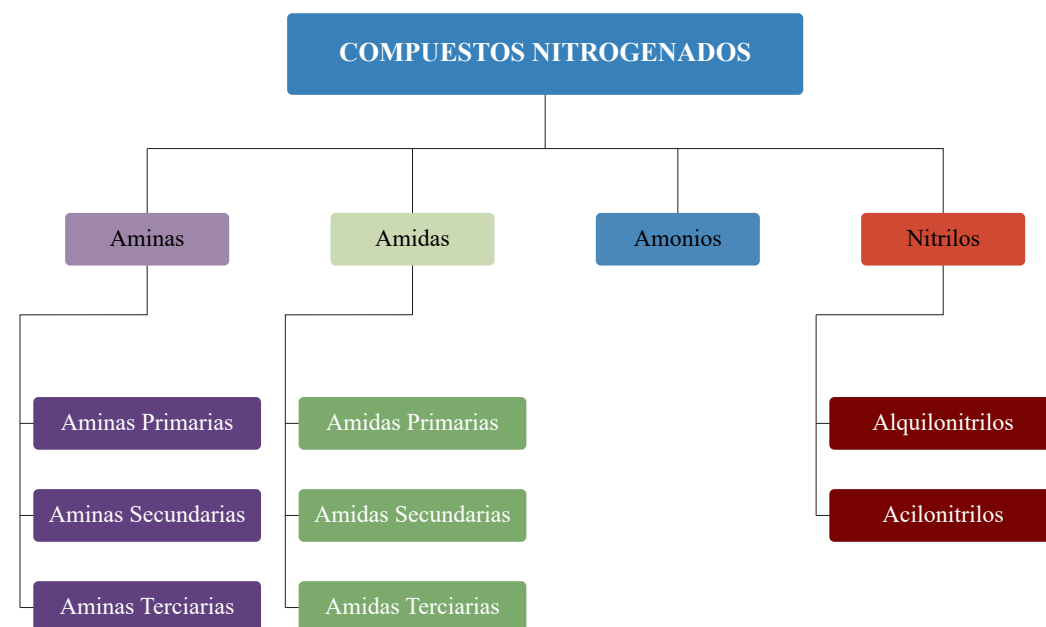 COMPUESTOS NITROGENADOS
Aminas
Amidas
Amonios
Nitrilos
Aminas Primarias
Amidas Primarias
Alquilonitrilos
Aminas Secundarias
Amidas Secundarias
Acilonitrilos
Aminas Terciarias
Amidas Terciarias